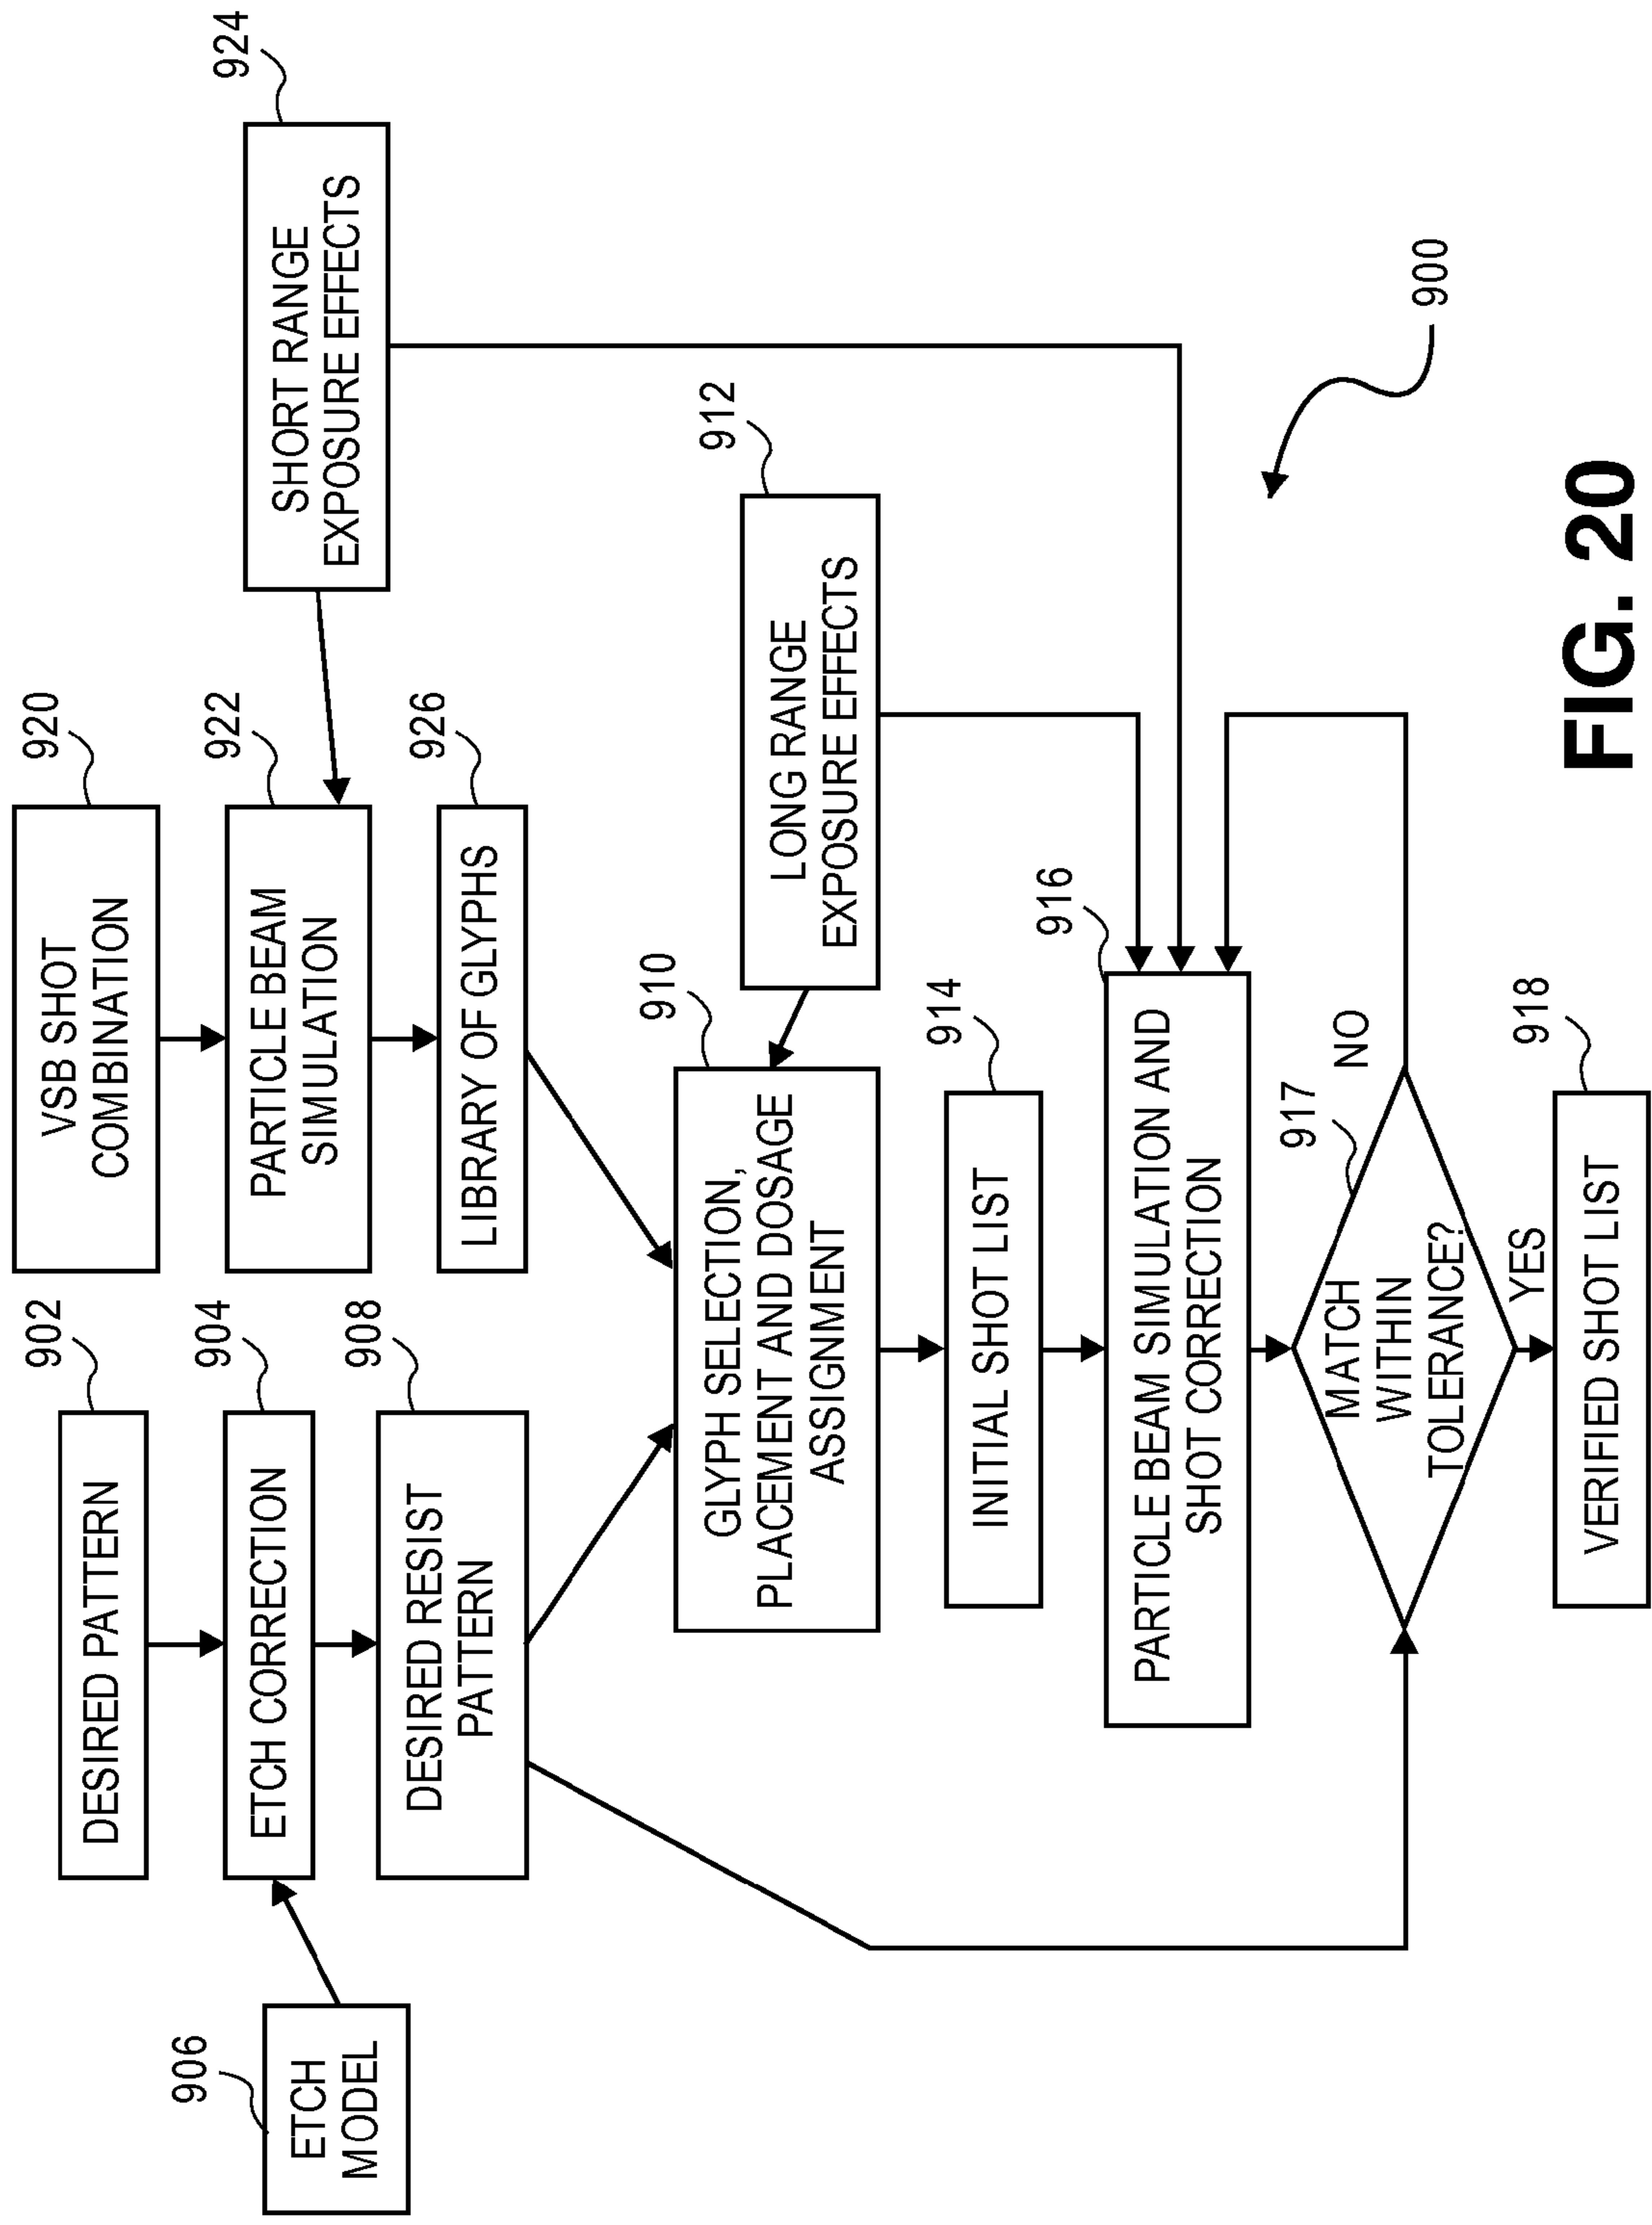 920
VSB SHOT
COMBINATION
902
DESIRED PATTERN
924
SHORT RANGE
EXPOSURE EFFECTS
922
PARTICLE BEAM
SIMULATION
904
ETCH CORRECTION
906
ETCH
MODEL
926
LIBRARY OF GLYPHS
908
DESIRED RESIST
PATTERN
912
LONG RANGE
EXPOSURE EFFECTS
910
GLYPH SELECTION,
PLACEMENT AND DOSAGE
ASSIGNMENT
914
INITIAL SHOT LIST
916
PARTICLE BEAM SIMULATION AND
SHOT CORRECTION
917
MATCH
WITHIN
TOLERANCE?
NO
YES
918
VERIFIED SHOT LIST
900
FIG. 20